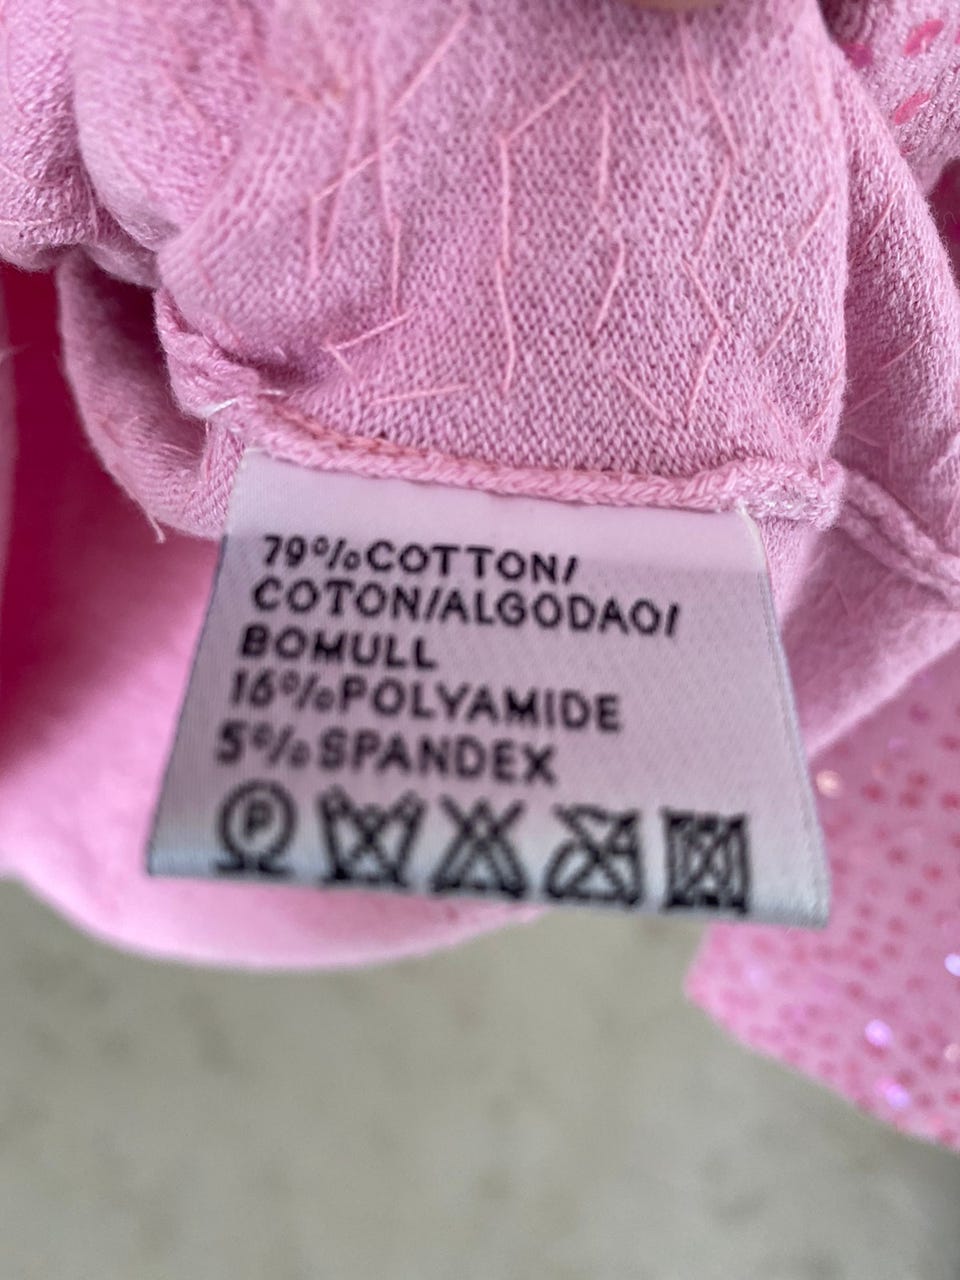 79%COTTON/
COTON/ALGODAO/
BOMULL
16%POLYAMIDE
5%SPANDEX
P